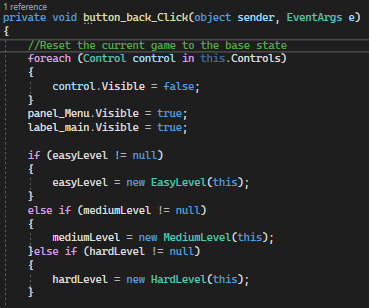 1 reference
private void button_back_Click(object sender, EventArgs e)
{
    //Reset the current game to the base state
    foreach (Control control in this.Controls)
    {
        control.Visible = false;
    }
    panel_Menu.Visible = true;
    label_main.Visible = true;

    if (easyLevel != null)
    {
        easyLevel = new EasyLevel(this);
    }
    else if (mediumLevel != null)
    {
        mediumLevel = new MediumLevel(this);
    }else if (hardLevel != null)
    {
        hardLevel = new HardLevel(this);
    }